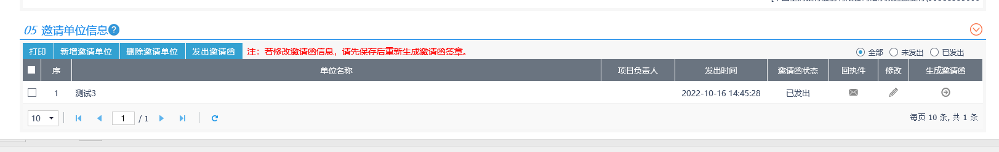 05 邀请单位信息?
打印 新增邀请单位 删除邀请单位 发出邀请函 注：若修改邀请函信息，请先保存后重新生成邀请函签章。 全部 未发出 已发出
序 单位名称 项目负责人 发出时间 邀请函状态 回执件 修改 生成邀请函
1 测试3 2022-10-16 14:45:28 已发出
10 1 / 1 每页 10 条, 共 1 条